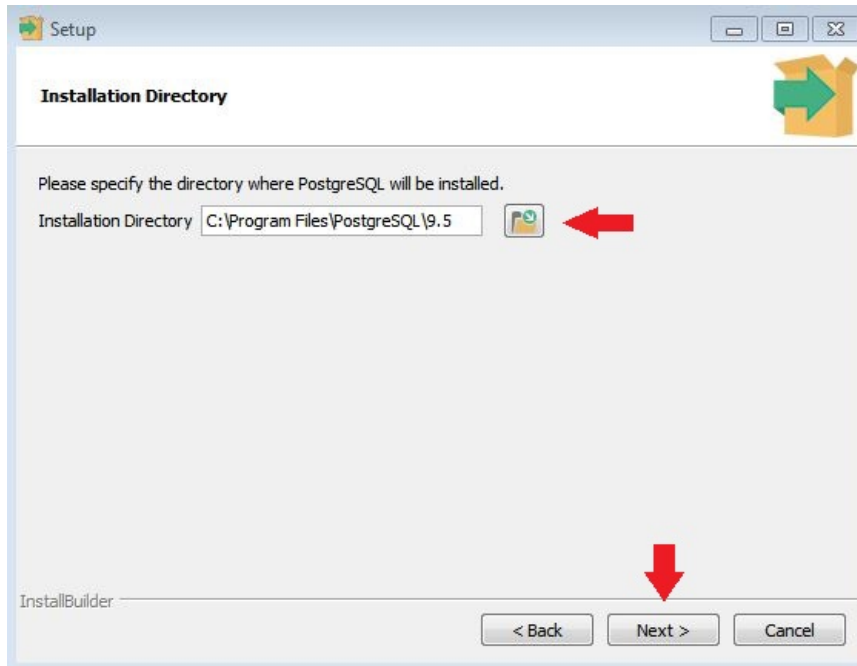 Setup
Installation Directory
Please specify the directory where PostgreSQL will be installed.
Installation Directory C:\Program Files\PostgreSQL\9.5
InstallBuilder
< Back Next > Cancel